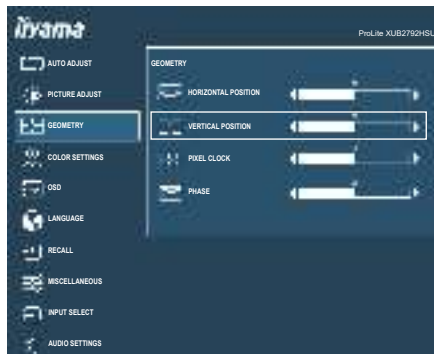 iiyama
ProLite XUB2792HSU
AUTO ADJUST
PICTURE ADJUST
GEOMETRY
COLOR SETTINGS
OSD
LANGUAGE
RECALL
MISCELLANEOUS
INPUT SELECT
AUDIO SETTINGS
GEOMETRY
HORIZONTAL POSITION
VERTICAL POSITION
PIXEL CLOCK
PHASE